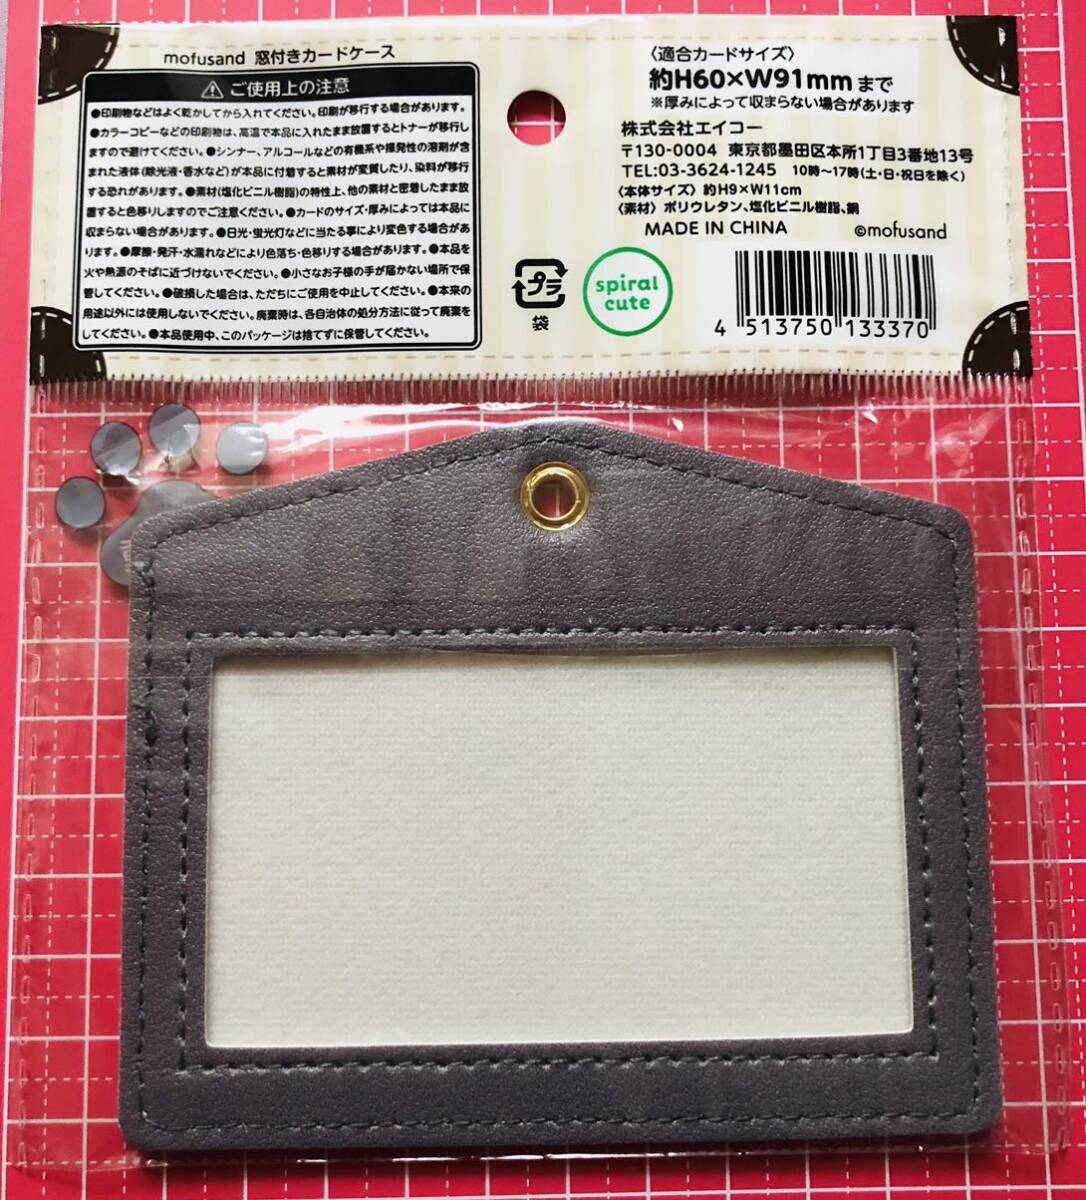 mofusand 窓付きカードケース
ご使用上の注意
●印刷物などはよく乾かしてから入れてください。印刷が移行する場合があります。
●カラーコピーなどの印刷物は、高温で本品に入れたまま放置するとトナーが移行し
ますので避けてください。●シンナー、アルコールなどの有機系や揮発性の溶剤が含
まれた液体(除光液・香水など)が本品に付着すると素材が変質したり、染料が移行
する恐れがあります。●素材(塩化ビニル樹脂)の特性上、他の素材と密着したまま放
置すると色移りしますのでご注意ください。●カードのサイズ・厚みによっては本品に
収まらない場合があります。●日光・蛍光灯などに当たる事により変色する場合があ
ります。●摩擦・発汗・水濡れなどにより色落ち・色移りする場合があります。●本品を
火や熱源のそばに近づけないでください。●小さなお子様の手が届かない場所で保
管してください。●破損した場合は、ただちにご使用を中止してください。●本来の
用途以外には使用しないでください。廃棄時は、各自治体の処分方法に従って廃棄を
してください。●本品使用中、このパッケージは捨てずに保管してください。
〈適合カードサイズ〉
約H60×W91mmまで
※厚みによって収まらない場合があります
株式会社エイコー
〒130-0004 東京都墨田区本所1丁目3番地13号
TEL:03-3624-1245 10時〜17時(土・日・祝日を除く)
〈本体サイズ〉約H9×W11cm
〈素材〉ポリウレタン、塩化ビニル樹脂、銅
MADE IN CHINA ©mofusand
プラ
袋
spiral
cute
4 513750 133370